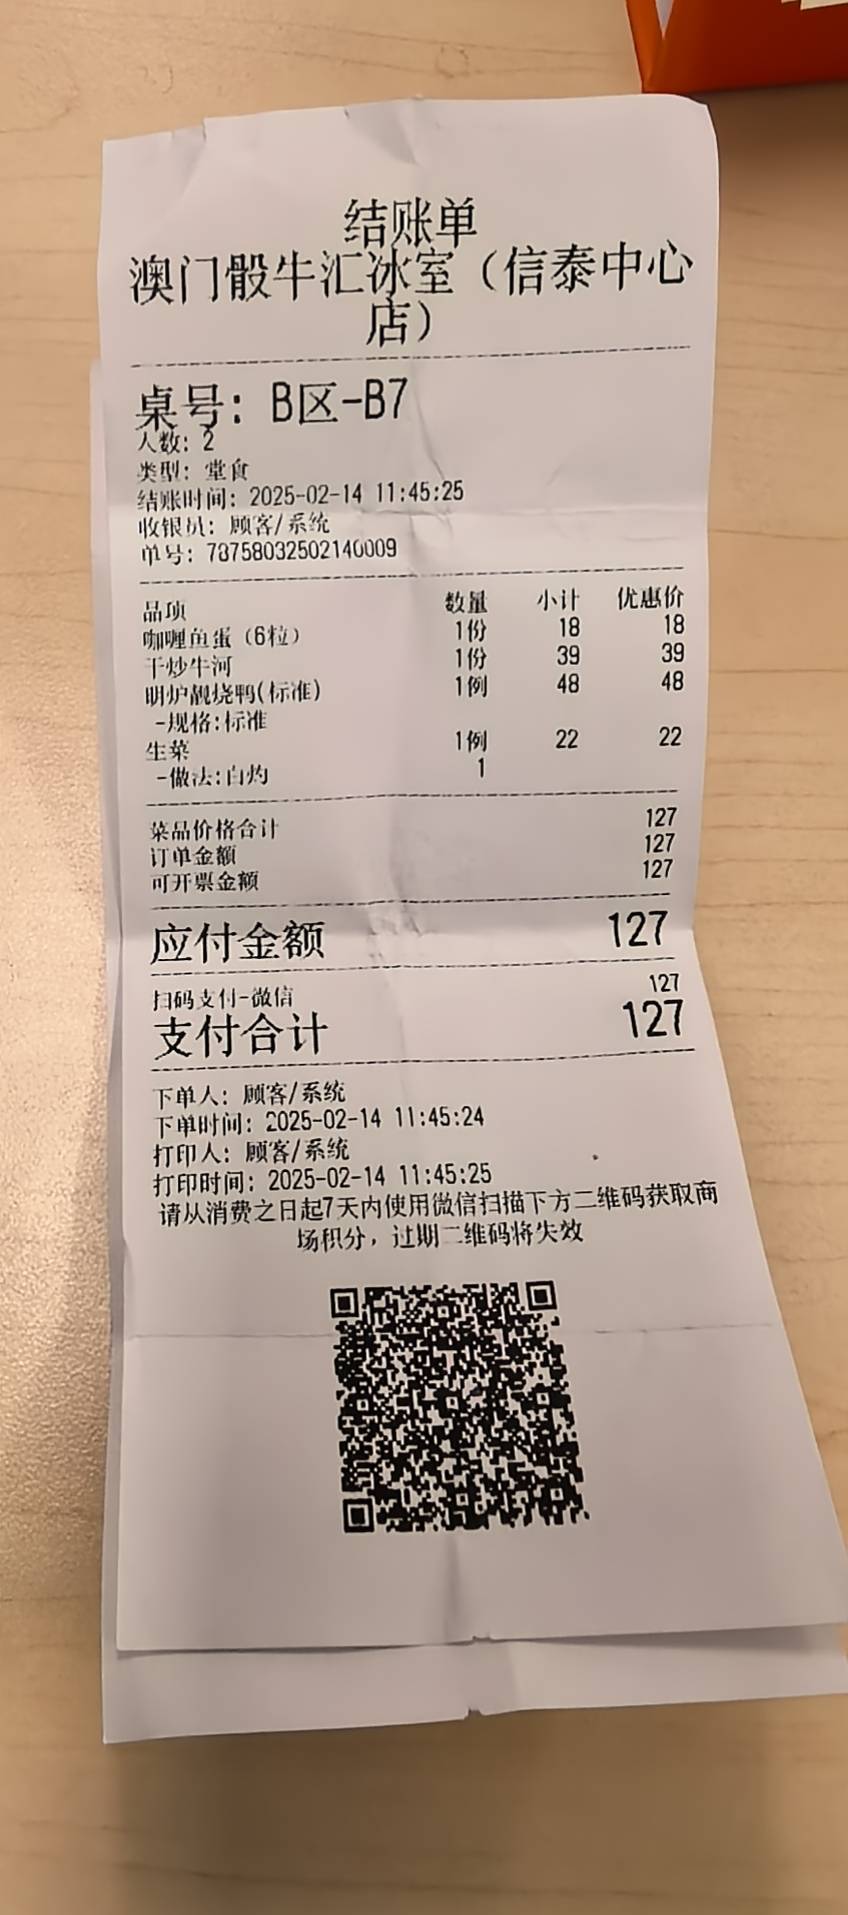 结账单
澳门骰牛汇冰室（信泰中心
店）
桌号: B区-B7
人数: 2
类型: 堂食
结账时间: 2025-02-14 11:45:25
收银员: 顾客/系统
单号: 78758032502140009
品项 数量 小计 优惠价
咖喱鱼蛋（6粒） 1份 18 18
干炒牛河 1份 39 39
明炉靓烧鸭(标准) 1例 48 48
-规格:标准
生菜 1例 22 22
-做法:白灼 1
菜品价格合计 127
订单金额 127
可开票金额 127
应付金额 127
扫码支付-微信 127
支付合计 127
下单人: 顾客/系统
下单时间: 2025-02-14 11:45:24
打印人: 顾客/系统
打印时间: 2025-02-14 11:45:25
请从消费之日起7天内使用微信扫描下方二维码获取商
场积分，过期二维码将失效